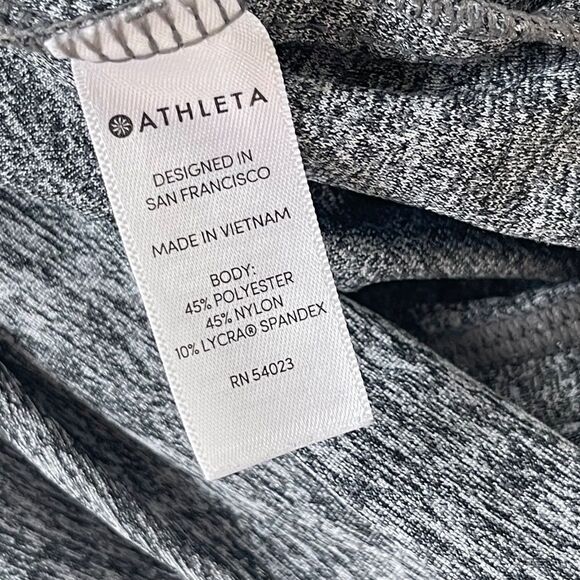 ATHLETA
DESIGNED IN
SAN FRANCISCO
MADE IN VIETNAM
BODY:
45% POLYESTER
45% NYLON
10% LYCRA® SPANDEX
RN 54023